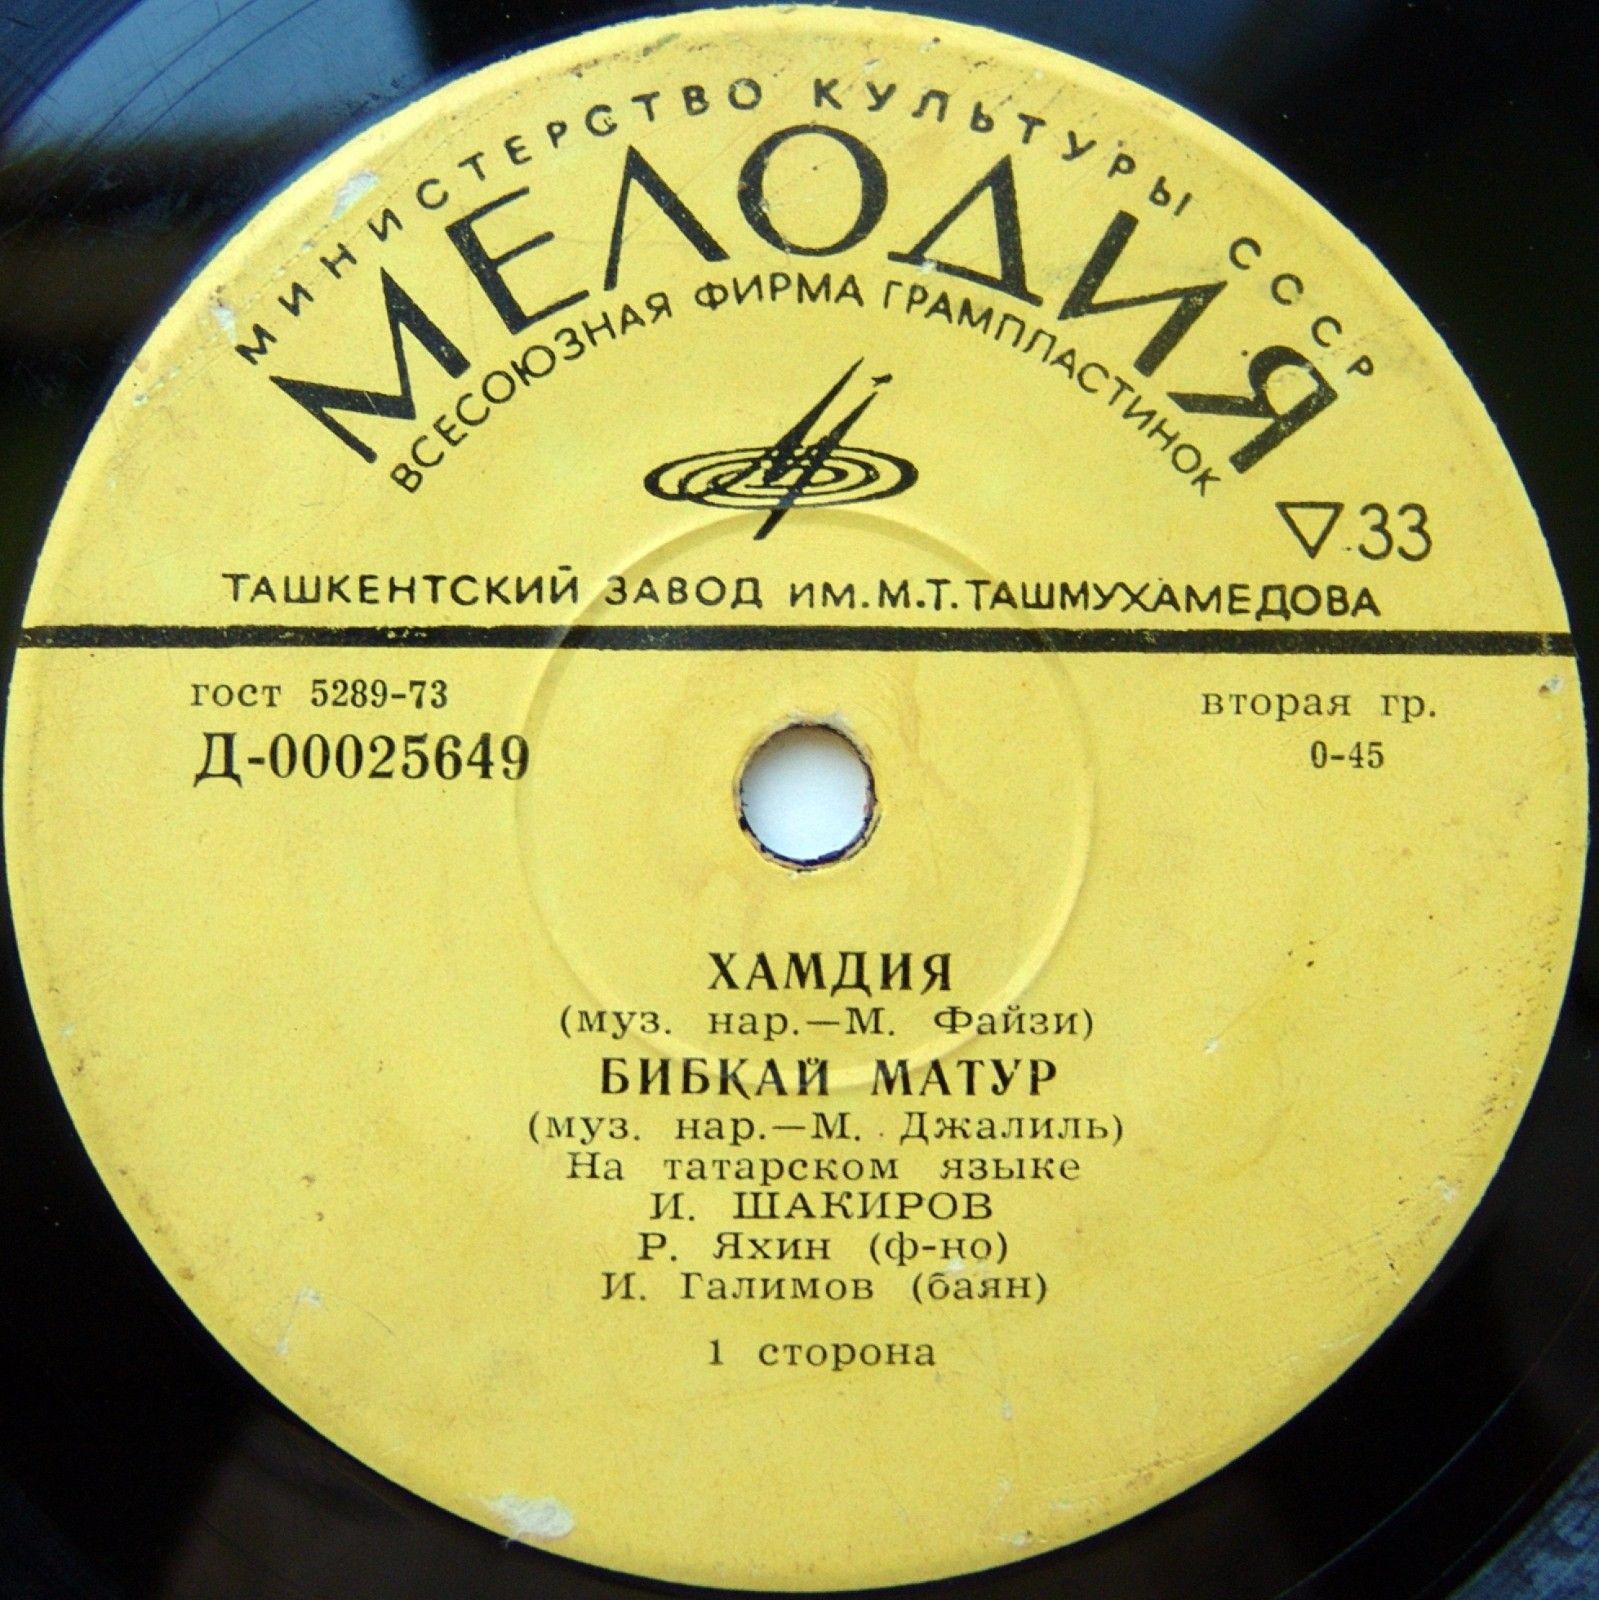 МИНИСТЕРСТВО КУЛЬТУРЫ СССР
МЕЛОДИЯ
ВСЕСОЮЗНАЯ ФИРМА ГРАМПЛАСТИНОК
33
ТАШКЕНТСКИЙ ЗАВОД ИМ. М.Т. ТАШМУХАМЕДОВА
гост 5289-73
вторая гр.
Д-00025649
0-45
ХАМДИЯ
(муз. нар.—М. Файзи)
БИБКАЙ МАТУР
(муз. нар.—М. Джалиль)
На татарском языке
И. ШАКИРОВ
Р. Яхин (ф-но)
И. Галимов (баян)
1 сторона